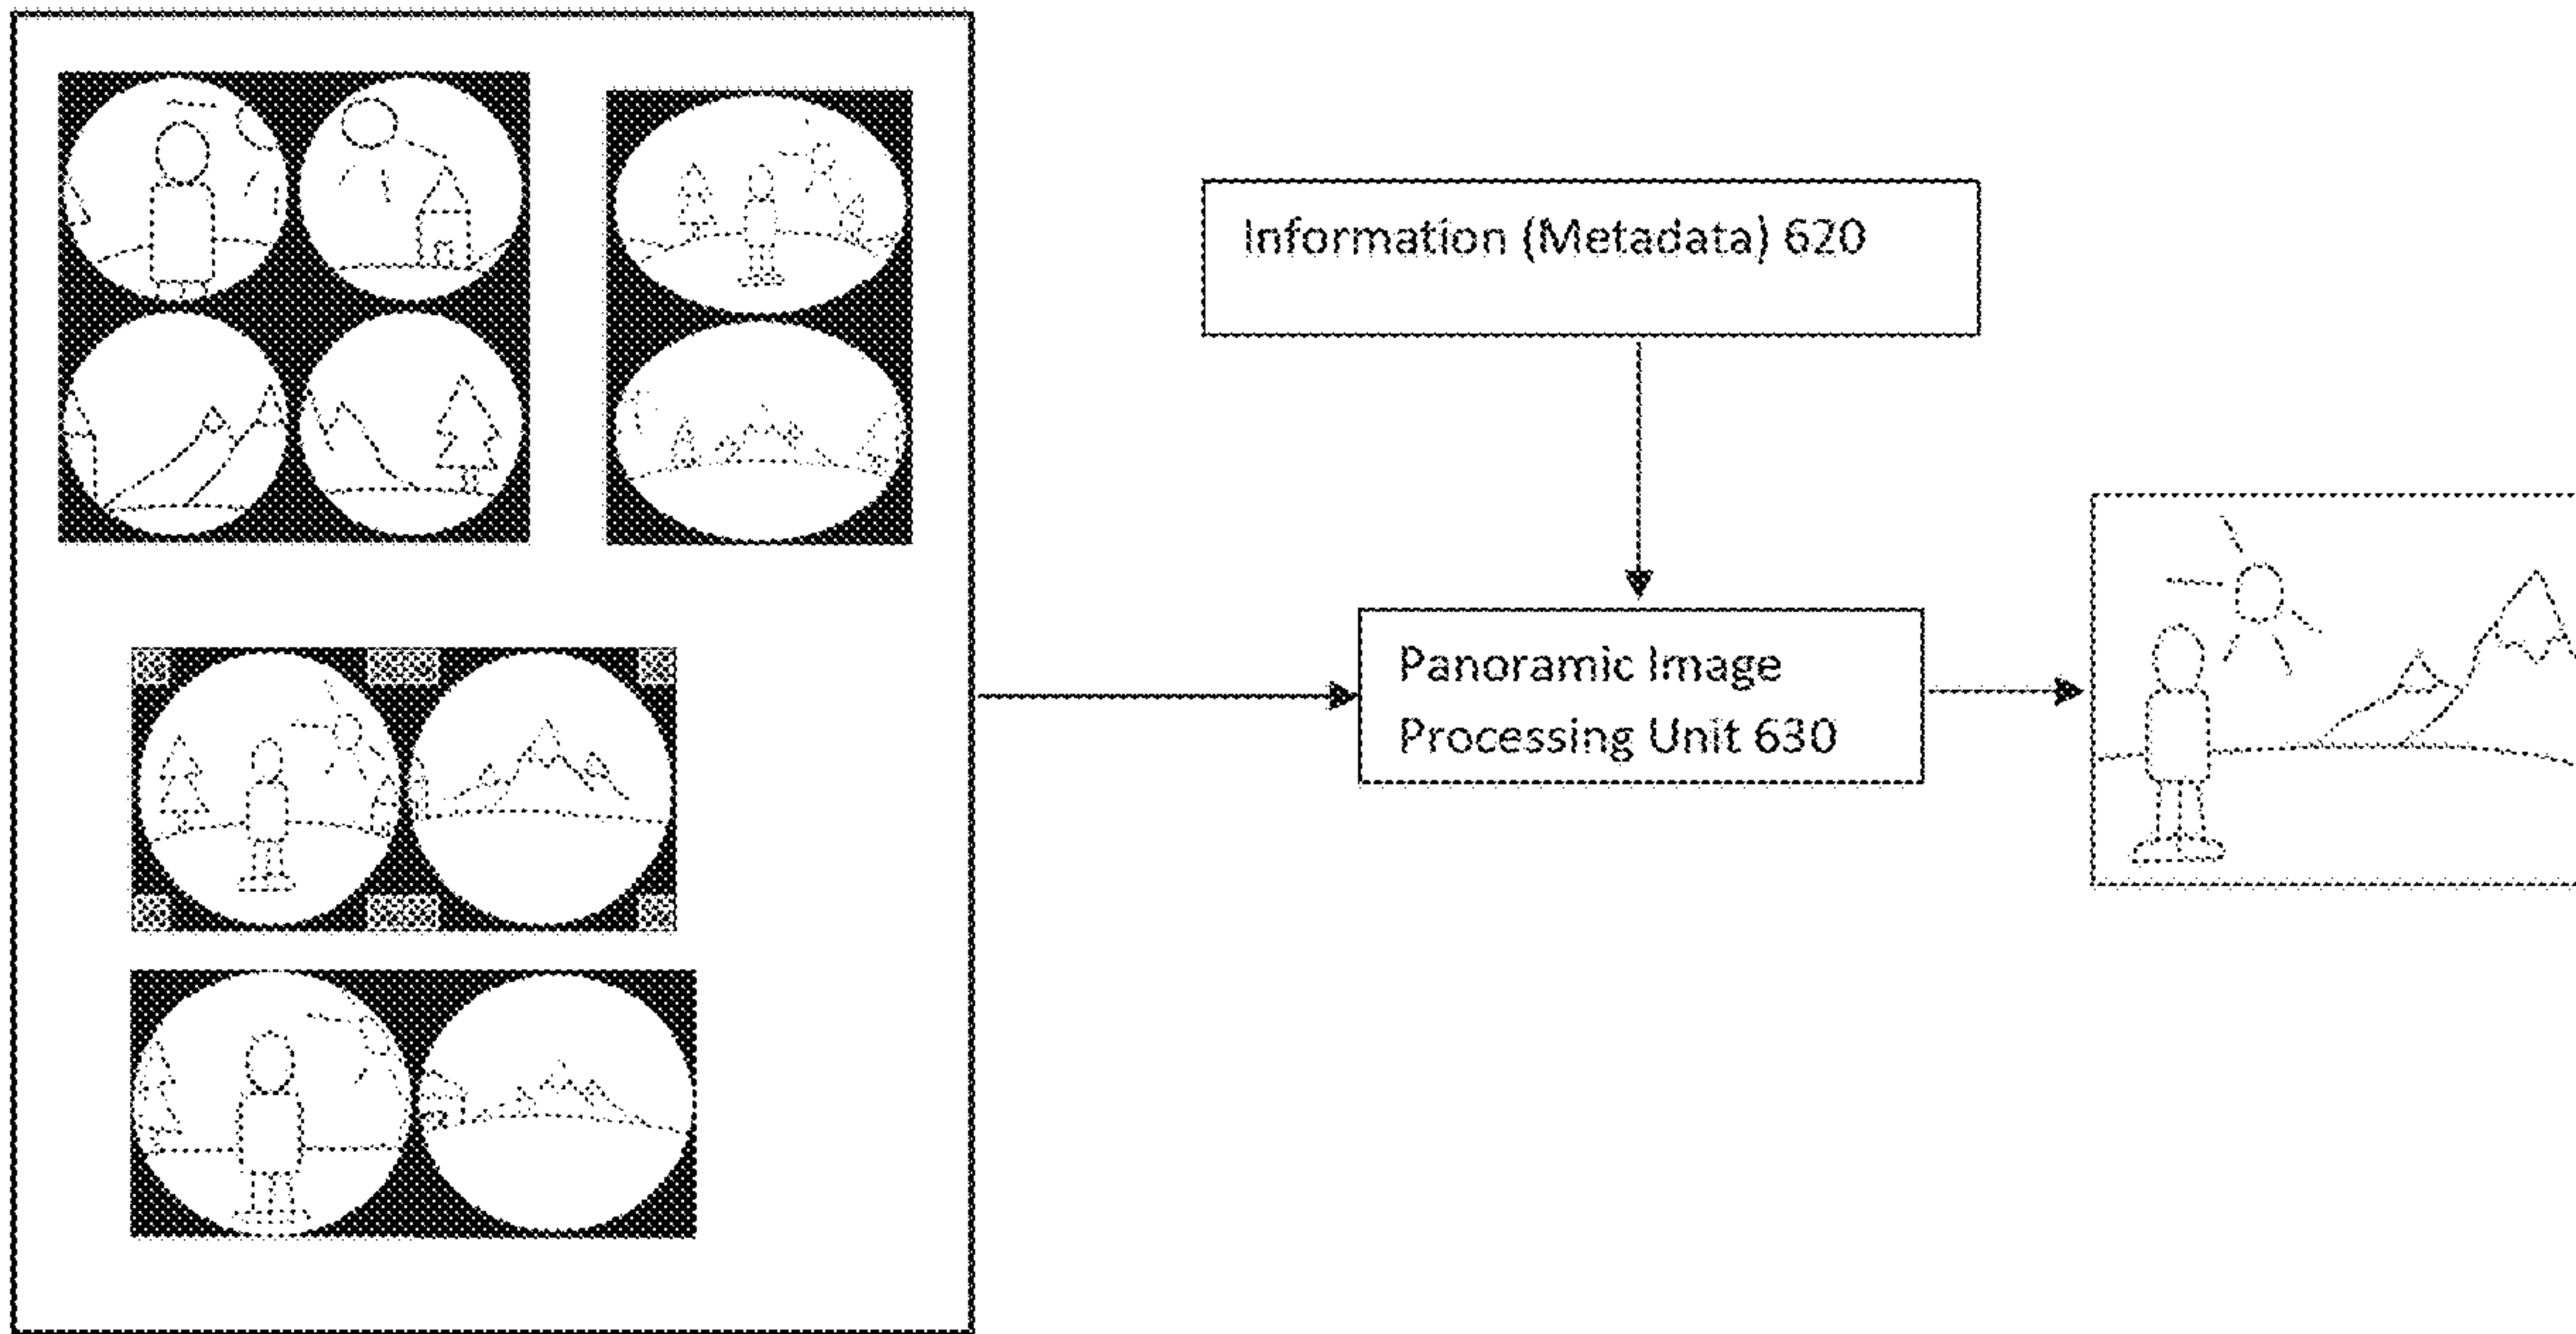 Information (Metadata) 620
Panoramic Image
Processing Unit 630